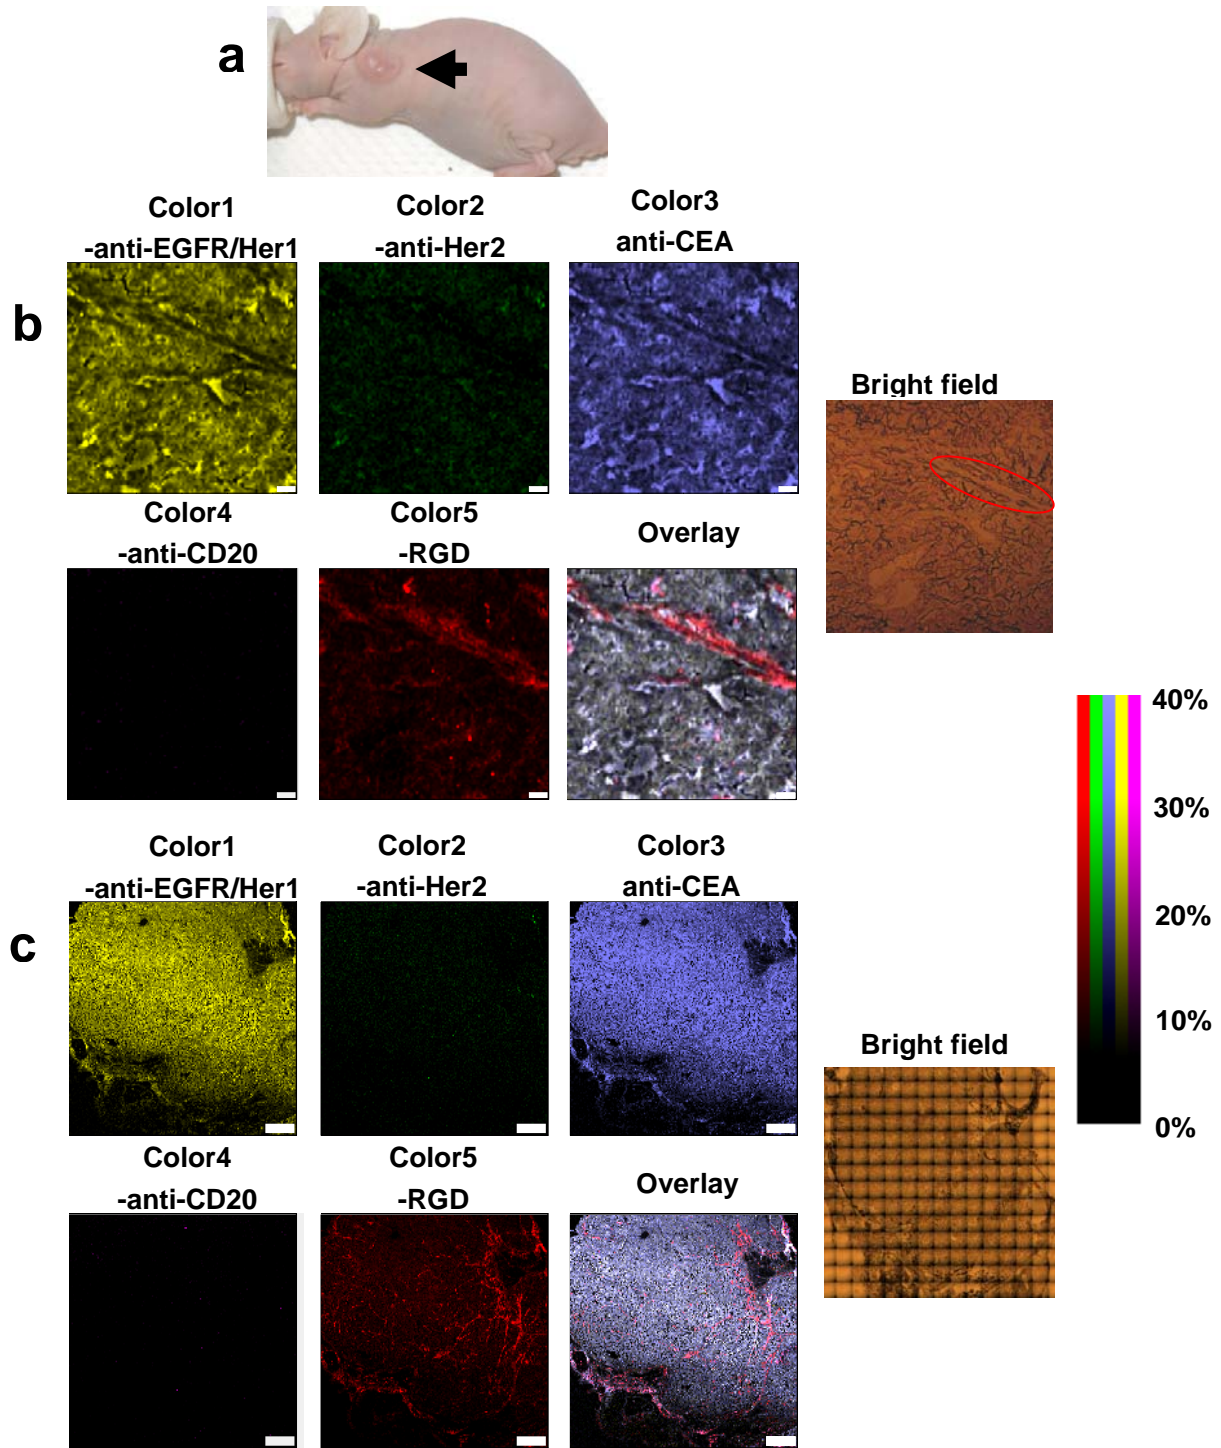 a
Color1
-anti-EGFR/Her1
Color2
-anti-Her2
Color3
anti-CEA
b
Bright field
Color4
-anti-CD20
Color5
-RGD
Overlay
40%
30%
20%
10%
0%
Color1
-anti-EGFR/Her1
Color2
-anti-Her2
Color3
anti-CEA
c
Bright field
Color4
-anti-CD20
Color5
-RGD
Overlay